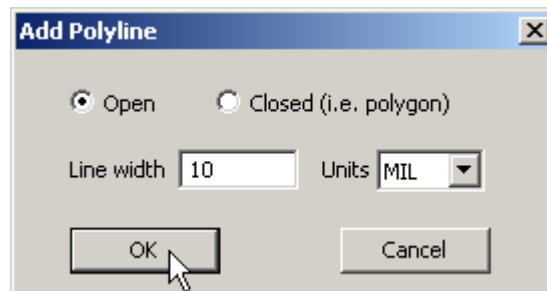 Add Polyline
Open Closed (i.e. polygon)
Line width 10 Units MIL
OK Cancel